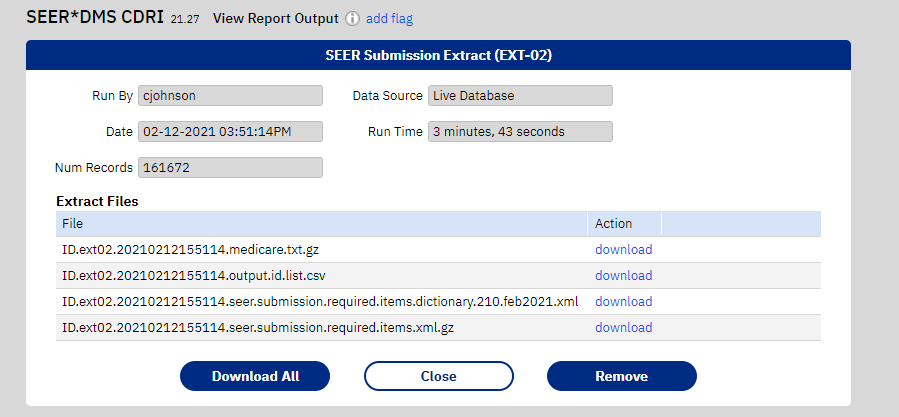 SEER*DMS CDRI 21.27 View Report Output i add flag
SEER Submission Extract (EXT-02)
Run By cjohnson Data Source Live Database
Date 02-12-2021 03:51:14PM Run Time 3 minutes, 43 seconds
Num Records 161672
Extract Files
File Action
ID.ext02.20210212155114.medicare.txt.gz download
ID.ext02.20210212155114.output.id.list.csv download
ID.ext02.20210212155114.seer.submission.required.items.dictionary.210.feb2021.xml download
ID.ext02.20210212155114.seer.submission.required.items.xml.gz download
Download All Close Remove